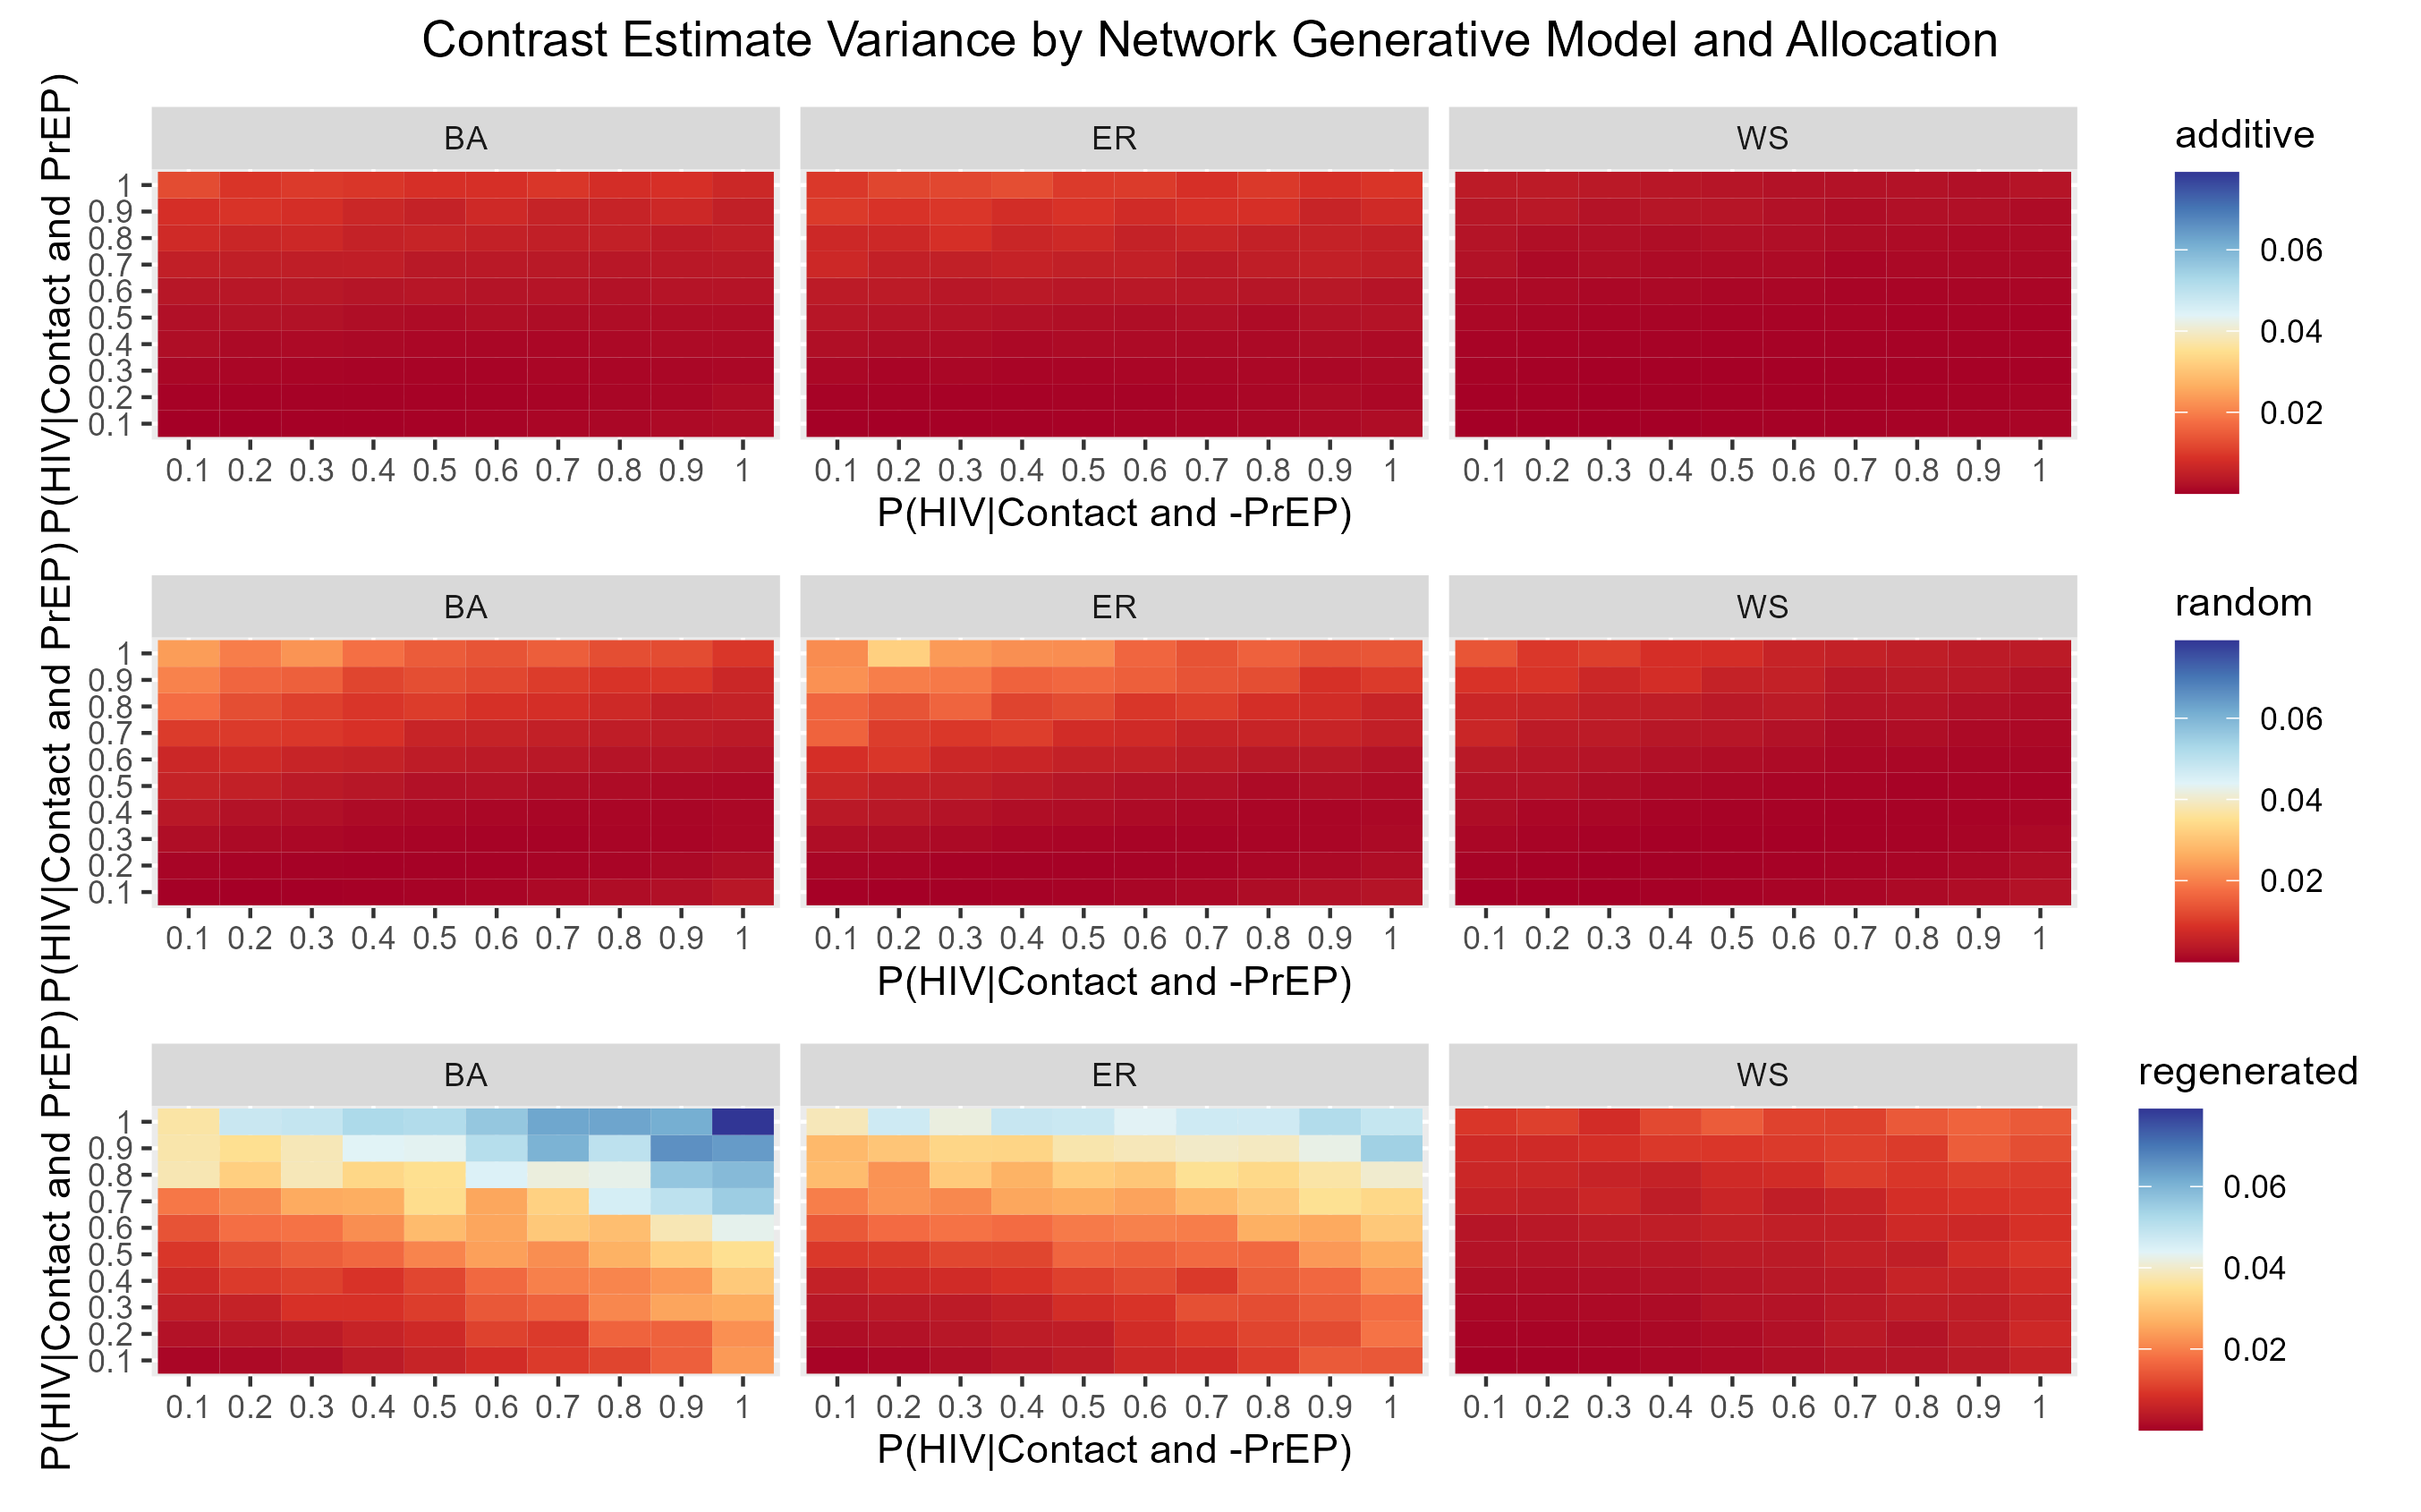 Contrast Estimate Variance by Network Generative Model and Allocation
P(HIV|Contact and PrEP)
BA
ER
WS
1
0.9
0.8
0.7
0.6
0.5
0.4
0.3
0.2
0.1
0.1 0.2 0.3 0.4 0.5 0.6 0.7 0.8 0.9 1
0.1 0.2 0.3 0.4 0.5 0.6 0.7 0.8 0.9 1
0.1 0.2 0.3 0.4 0.5 0.6 0.7 0.8 0.9 1
P(HIV|Contact and -PrEP)
additive
0.06
0.04
0.02
P(HIV|Contact and PrEP)
BA
ER
WS
1
0.9
0.8
0.7
0.6
0.5
0.4
0.3
0.2
0.1
0.1 0.2 0.3 0.4 0.5 0.6 0.7 0.8 0.9 1
0.1 0.2 0.3 0.4 0.5 0.6 0.7 0.8 0.9 1
0.1 0.2 0.3 0.4 0.5 0.6 0.7 0.8 0.9 1
P(HIV|Contact and -PrEP)
random
0.06
0.04
0.02
P(HIV|Contact and PrEP)
BA
ER
WS
1
0.9
0.8
0.7
0.6
0.5
0.4
0.3
0.2
0.1
0.1 0.2 0.3 0.4 0.5 0.6 0.7 0.8 0.9 1
0.1 0.2 0.3 0.4 0.5 0.6 0.7 0.8 0.9 1
0.1 0.2 0.3 0.4 0.5 0.6 0.7 0.8 0.9 1
P(HIV|Contact and -PrEP)
regenerated
0.06
0.04
0.02